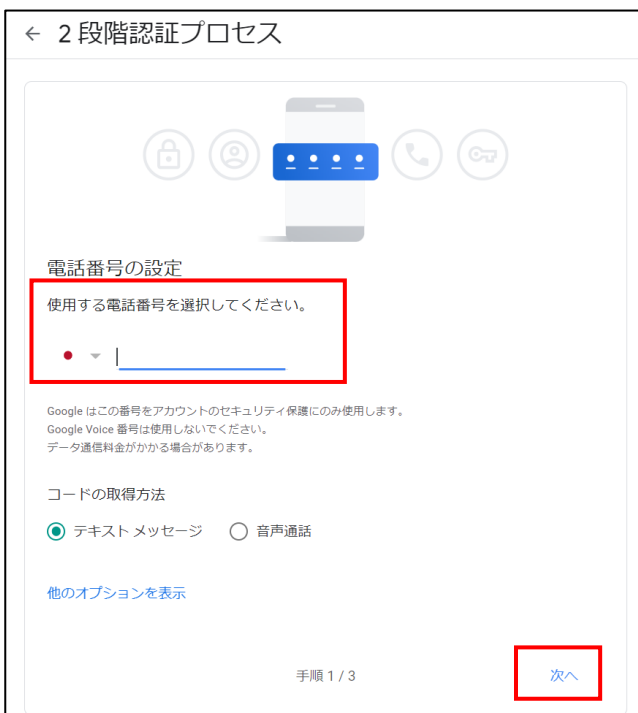 ← 2 段階認証プロセス
電話番号の設定
使用する電話番号を選択してください。
Google はこの番号をアカウントのセキュリティ保護にのみ使用します。
Google Voice 番号は使用しないでください。
データ通信料金がかかる場合があります。
コードの取得方法
テキスト メッセージ 音声通話
他のオプションを表示
手順 1 / 3 次へ